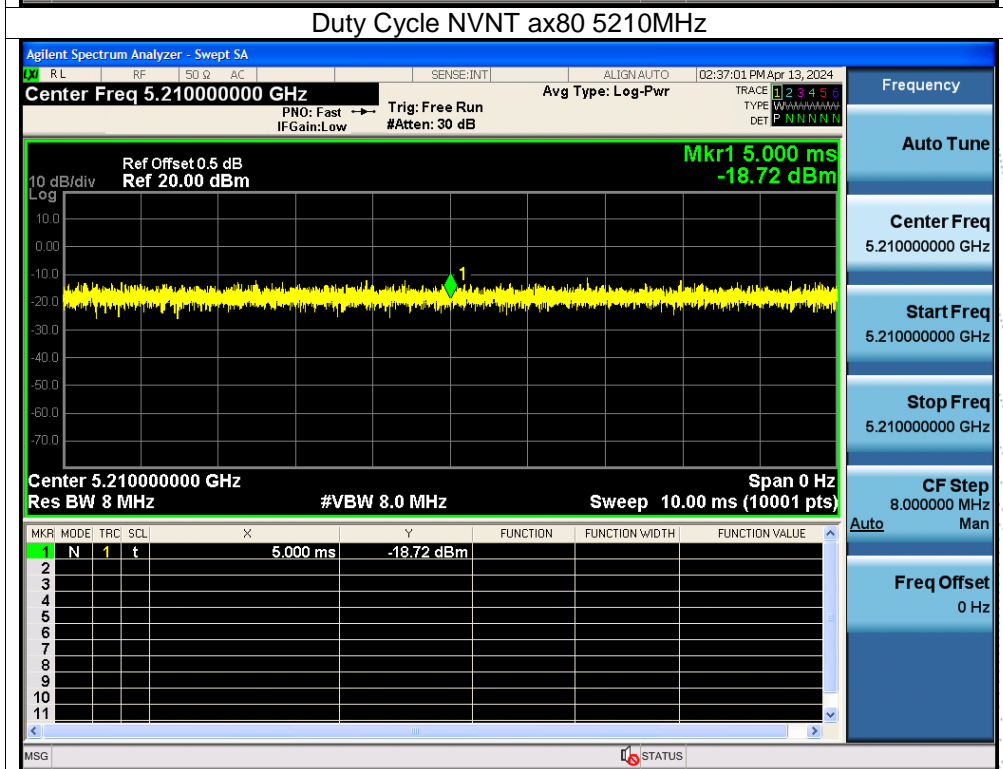 Duty Cycle NVNT ax80 5210MHz
Agilent Spectrum Analyzer - Swept SA
LXI RL RF 50 Ω AC SENSE:INT ALIGN AUTO 02:37:01 PM Apr 13, 2024
Center Freq 5.210000000 GHz
PNO: Fast
IFGain:Low
Trig: Free Run
#Atten: 30 dB
Avg Type: Log-Pwr
TRACE 1 2 3 4 5 6
TYPE WWWWWW
DET P N N N N N
Ref Offset 0.5 dB
Ref 20.00 dBm
10 dB/div
Log
Mkr1 5.000 ms
-18.72 dBm
10.0
0.00
-10.0
-20.0
-30.0
-40.0
-50.0
-60.0
-70.0
1
Center 5.210000000 GHz Span 0 Hz
Res BW 8 MHz #VBW 8.0 MHz Sweep 10.00 ms (10001 pts)
MKR MODE TRC SCL X Y FUNCTION FUNCTION WIDTH FUNCTION VALUE
1 N 1 t 5.000 ms -18.72 dBm
2
3
4
5
6
7
8
9
10
11
MSG STATUS
Frequency
Auto Tune
Center Freq
5.210000000 GHz
Start Freq
5.210000000 GHz
Stop Freq
5.210000000 GHz
CF Step
8.000000 MHz
Auto Man
Freq Offset
0 Hz